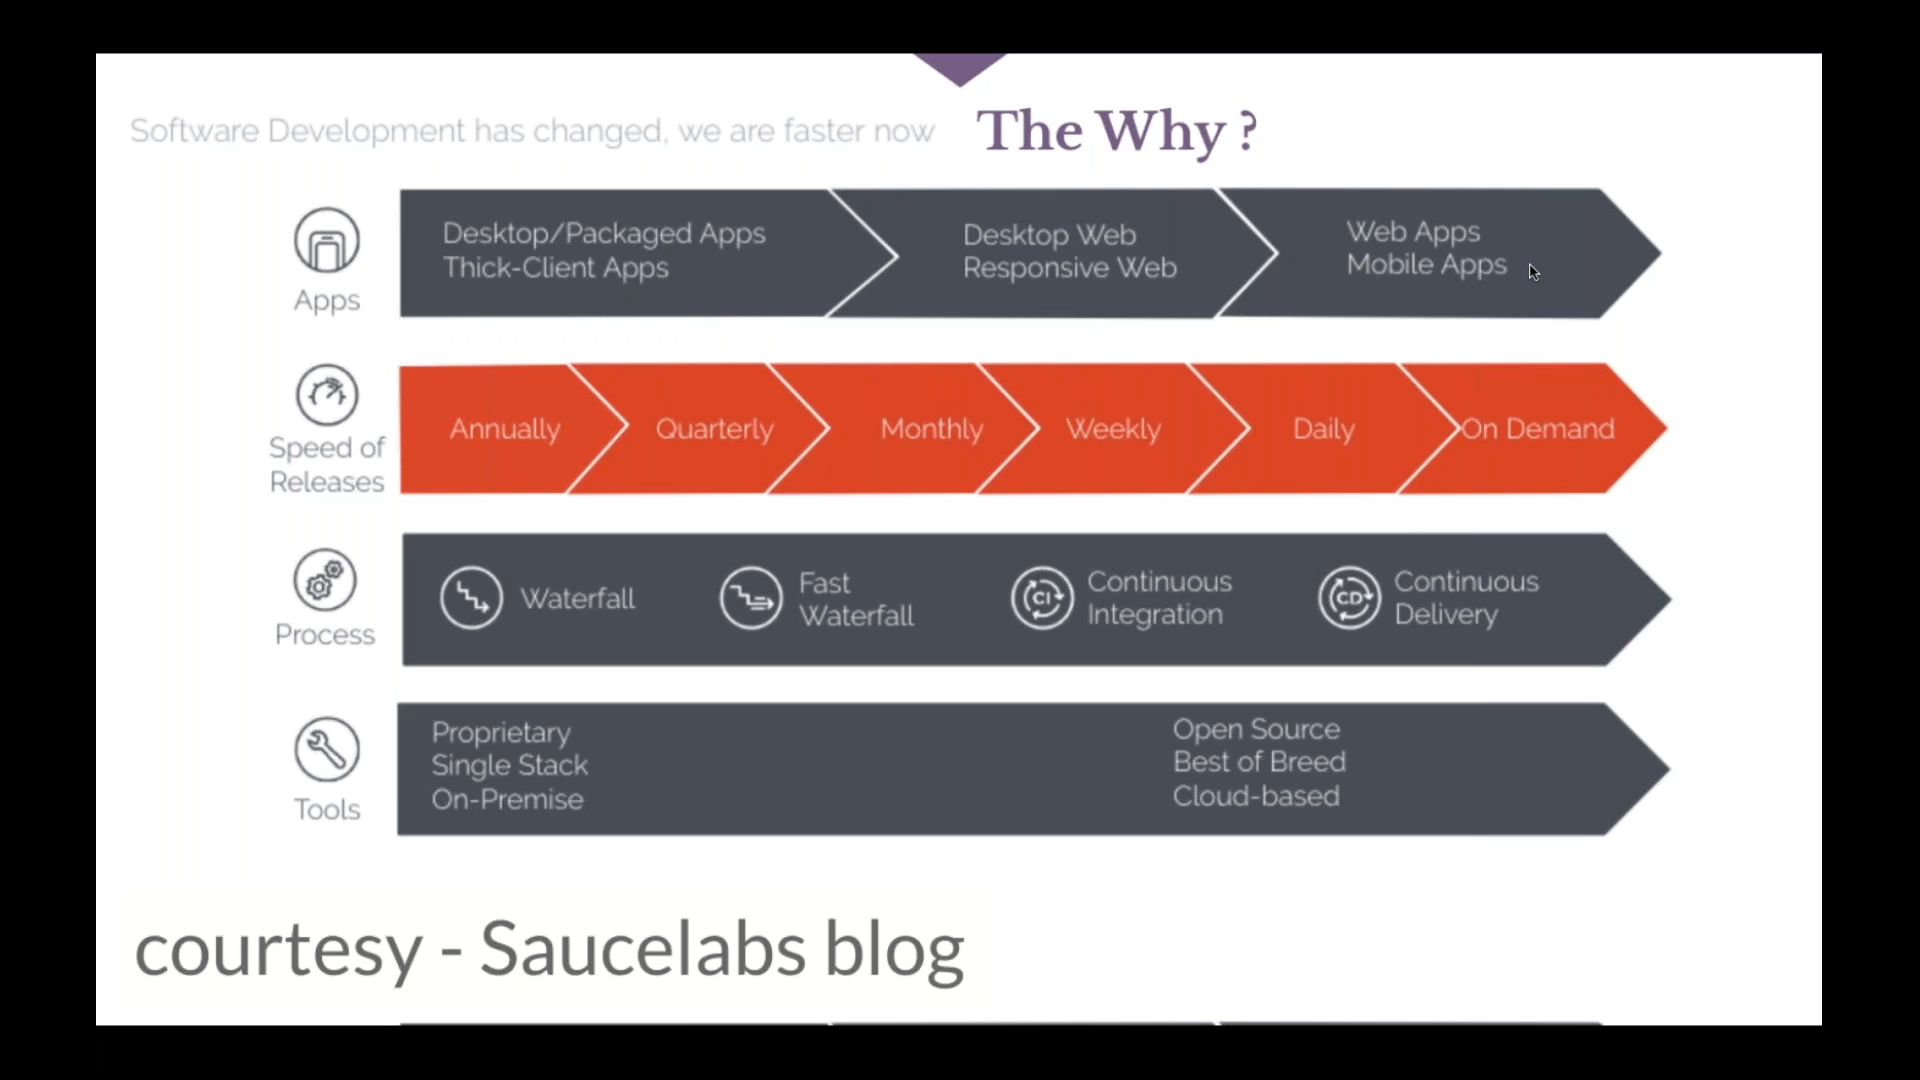 Software Development has changed, we are faster now
The Why ?
Apps
Desktop/Packaged Apps
Thick-Client Apps
Desktop Web
Responsive Web
Web Apps
Mobile Apps
Speed of
Releases
Annually
Quarterly
Monthly
Weekly
Daily
On Demand
Process
Waterfall
Fast
Waterfall
CI
Continuous
Integration
CD
Continuous
Delivery
Tools
Proprietary
Single Stack
On-Premise
Open Source
Best of Breed
Cloud-based
courtesy - Saucelabs blog